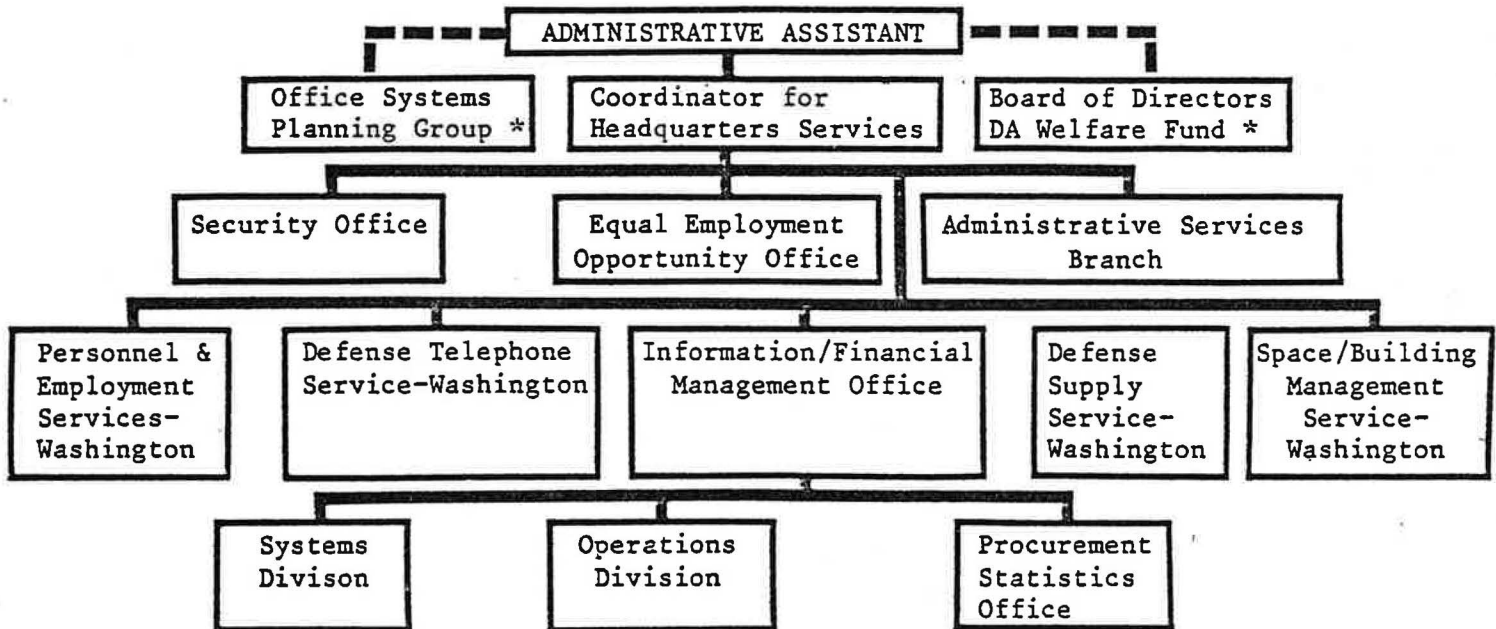 ADMINISTRATIVE ASSISTANT
Office Systems
Planning Group *
Coordinator for
Headquarters Services
Board of Directors
DA Welfare Fund *
Security Office
Equal Employment
Opportunity Office
Administrative Services
Branch
Personnel &
Employment
Services-
Washington
Defense Telephone
Service-Washington
Information/Financial
Management Office
Defense
Supply
Service-
Washington
Space/Building
Management
Service-
Washington
Systems
Divison
Operations
Division
Procurement
Statistics
Office